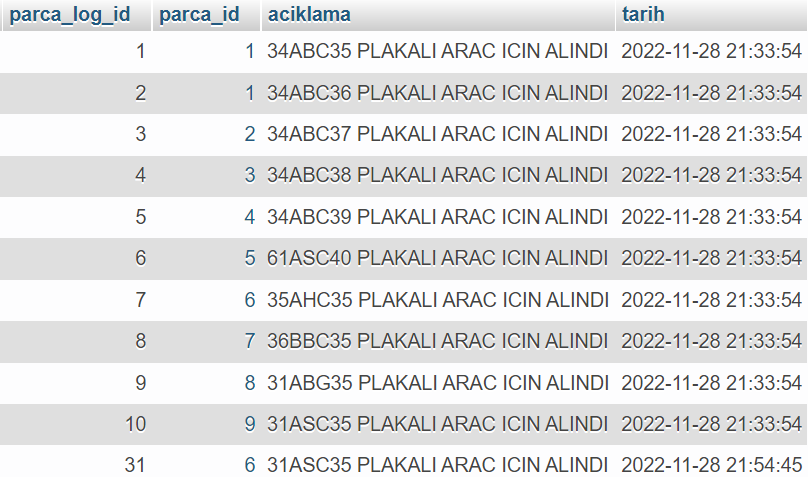 parca_log_id parca_id aciklama tarih
1 1 34ABC35 PLAKALI ARAC ICIN ALINDI 2022-11-28 21:33:54
2 1 34ABC36 PLAKALI ARAC ICIN ALINDI 2022-11-28 21:33:54
3 2 34ABC37 PLAKALI ARAC ICIN ALINDI 2022-11-28 21:33:54
4 3 34ABC38 PLAKALI ARAC ICIN ALINDI 2022-11-28 21:33:54
5 4 34ABC39 PLAKALI ARAC ICIN ALINDI 2022-11-28 21:33:54
6 5 61ASC40 PLAKALI ARAC ICIN ALINDI 2022-11-28 21:33:54
7 6 35AHC35 PLAKALI ARAC ICIN ALINDI 2022-11-28 21:33:54
8 7 36BBC35 PLAKALI ARAC ICIN ALINDI 2022-11-28 21:33:54
9 8 31ABG35 PLAKALI ARAC ICIN ALINDI 2022-11-28 21:33:54
10 9 31ASC35 PLAKALI ARAC ICIN ALINDI 2022-11-28 21:33:54
31 6 31ASC35 PLAKALI ARAC ICIN ALINDI 2022-11-28 21:54:45